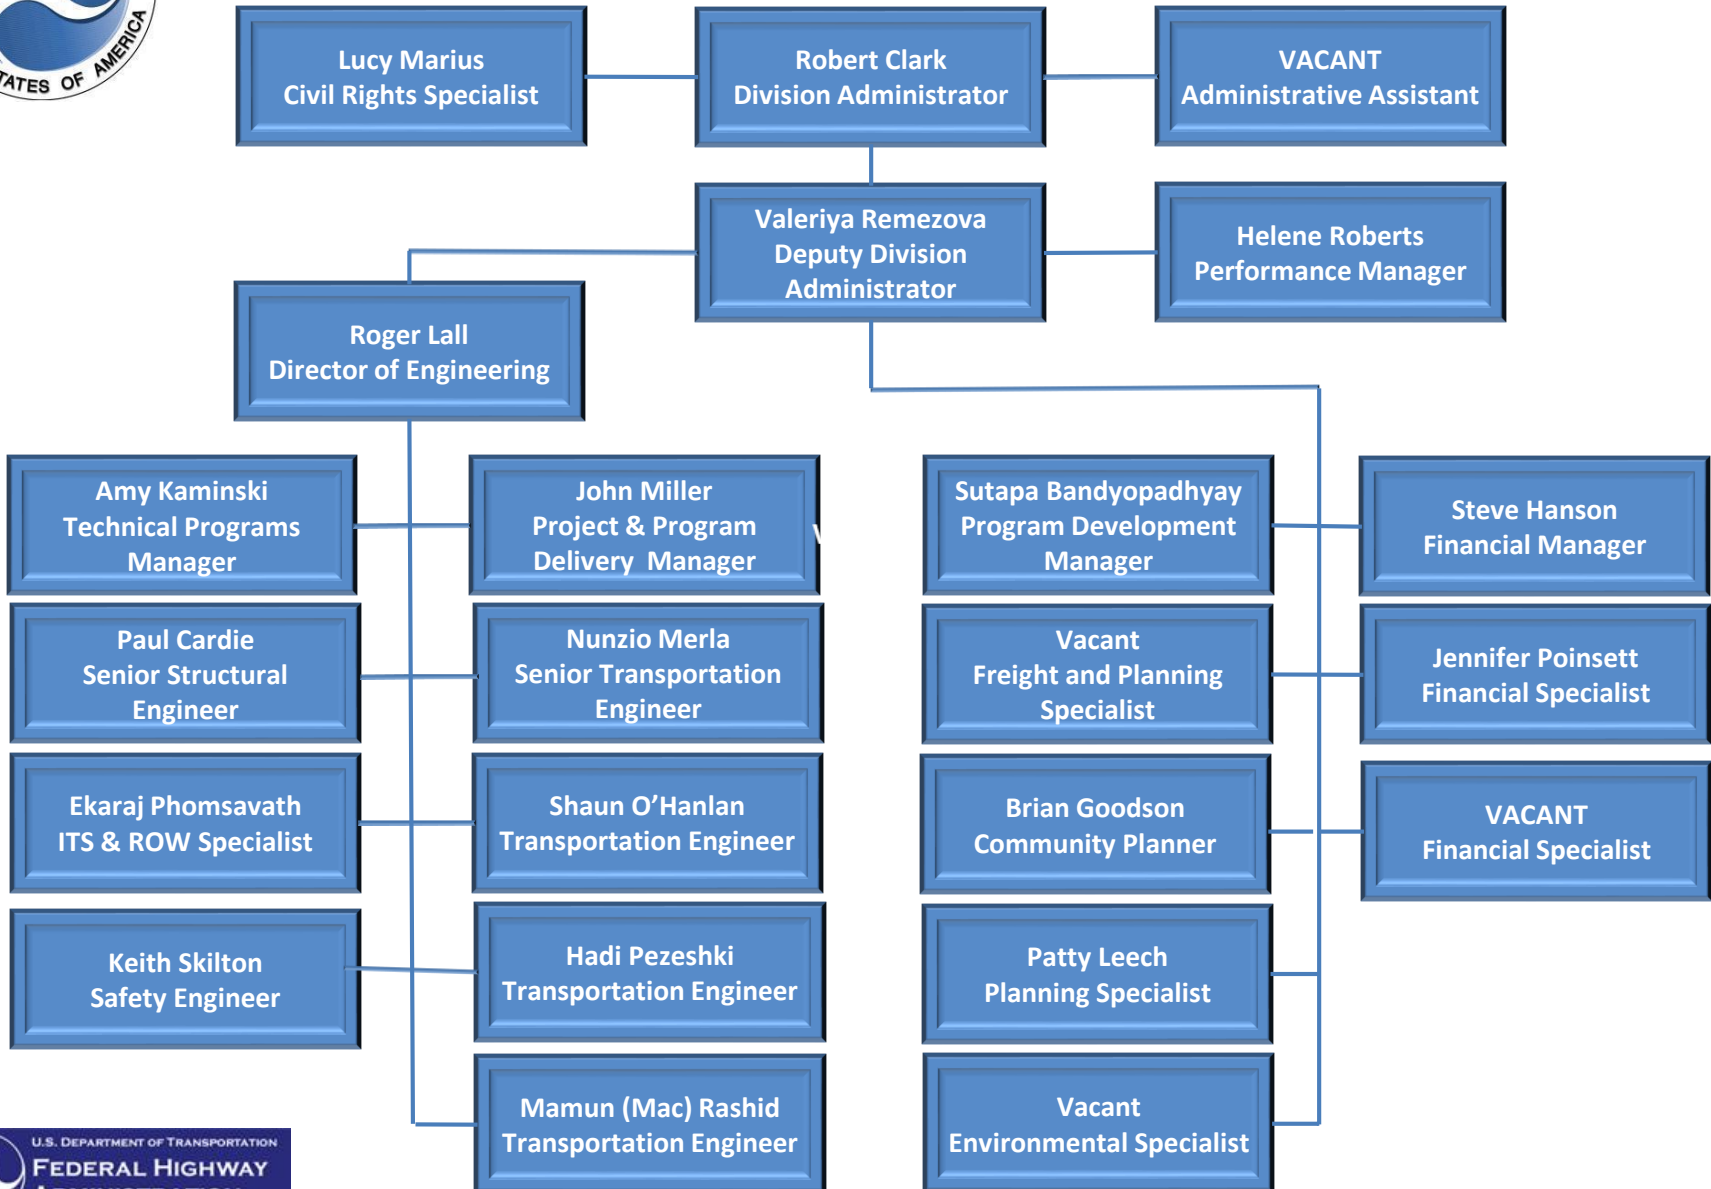 STATES OF AMERICA
Lucy Marius
Civil Rights Specialist
Robert Clark
Division Administrator
VACANT
Administrative Assistant
Valeriya Remezova
Deputy Division
Administrator
Helene Roberts
Performance Manager
Roger Lall
Director of Engineering
Amy Kaminski
Technical Programs
Manager
John Miller
Project & Program
Delivery  Manager
Sutapa Bandyopadhyay
Program Development
Manager
Steve Hanson
Financial Manager
Paul Cardie
Senior Structural
Engineer
Nunzio Merla
Senior Transportation
Engineer
Vacant
Freight and Planning
Specialist
Jennifer Poinsett
Financial Specialist
Ekaraj Phomsavath
ITS & ROW Specialist
Shaun O’Hanlan
Transportation Engineer
Brian Goodson
Community Planner
VACANT
Financial Specialist
Keith Skilton
Safety Engineer
Hadi Pezeshki
Transportation Engineer
Patty Leech
Planning Specialist
Mamun (Mac) Rashid
Transportation Engineer
Vacant
Environmental Specialist
U.S. DEPARTMENT OF TRANSPORTATION
FEDERAL HIGHWAY